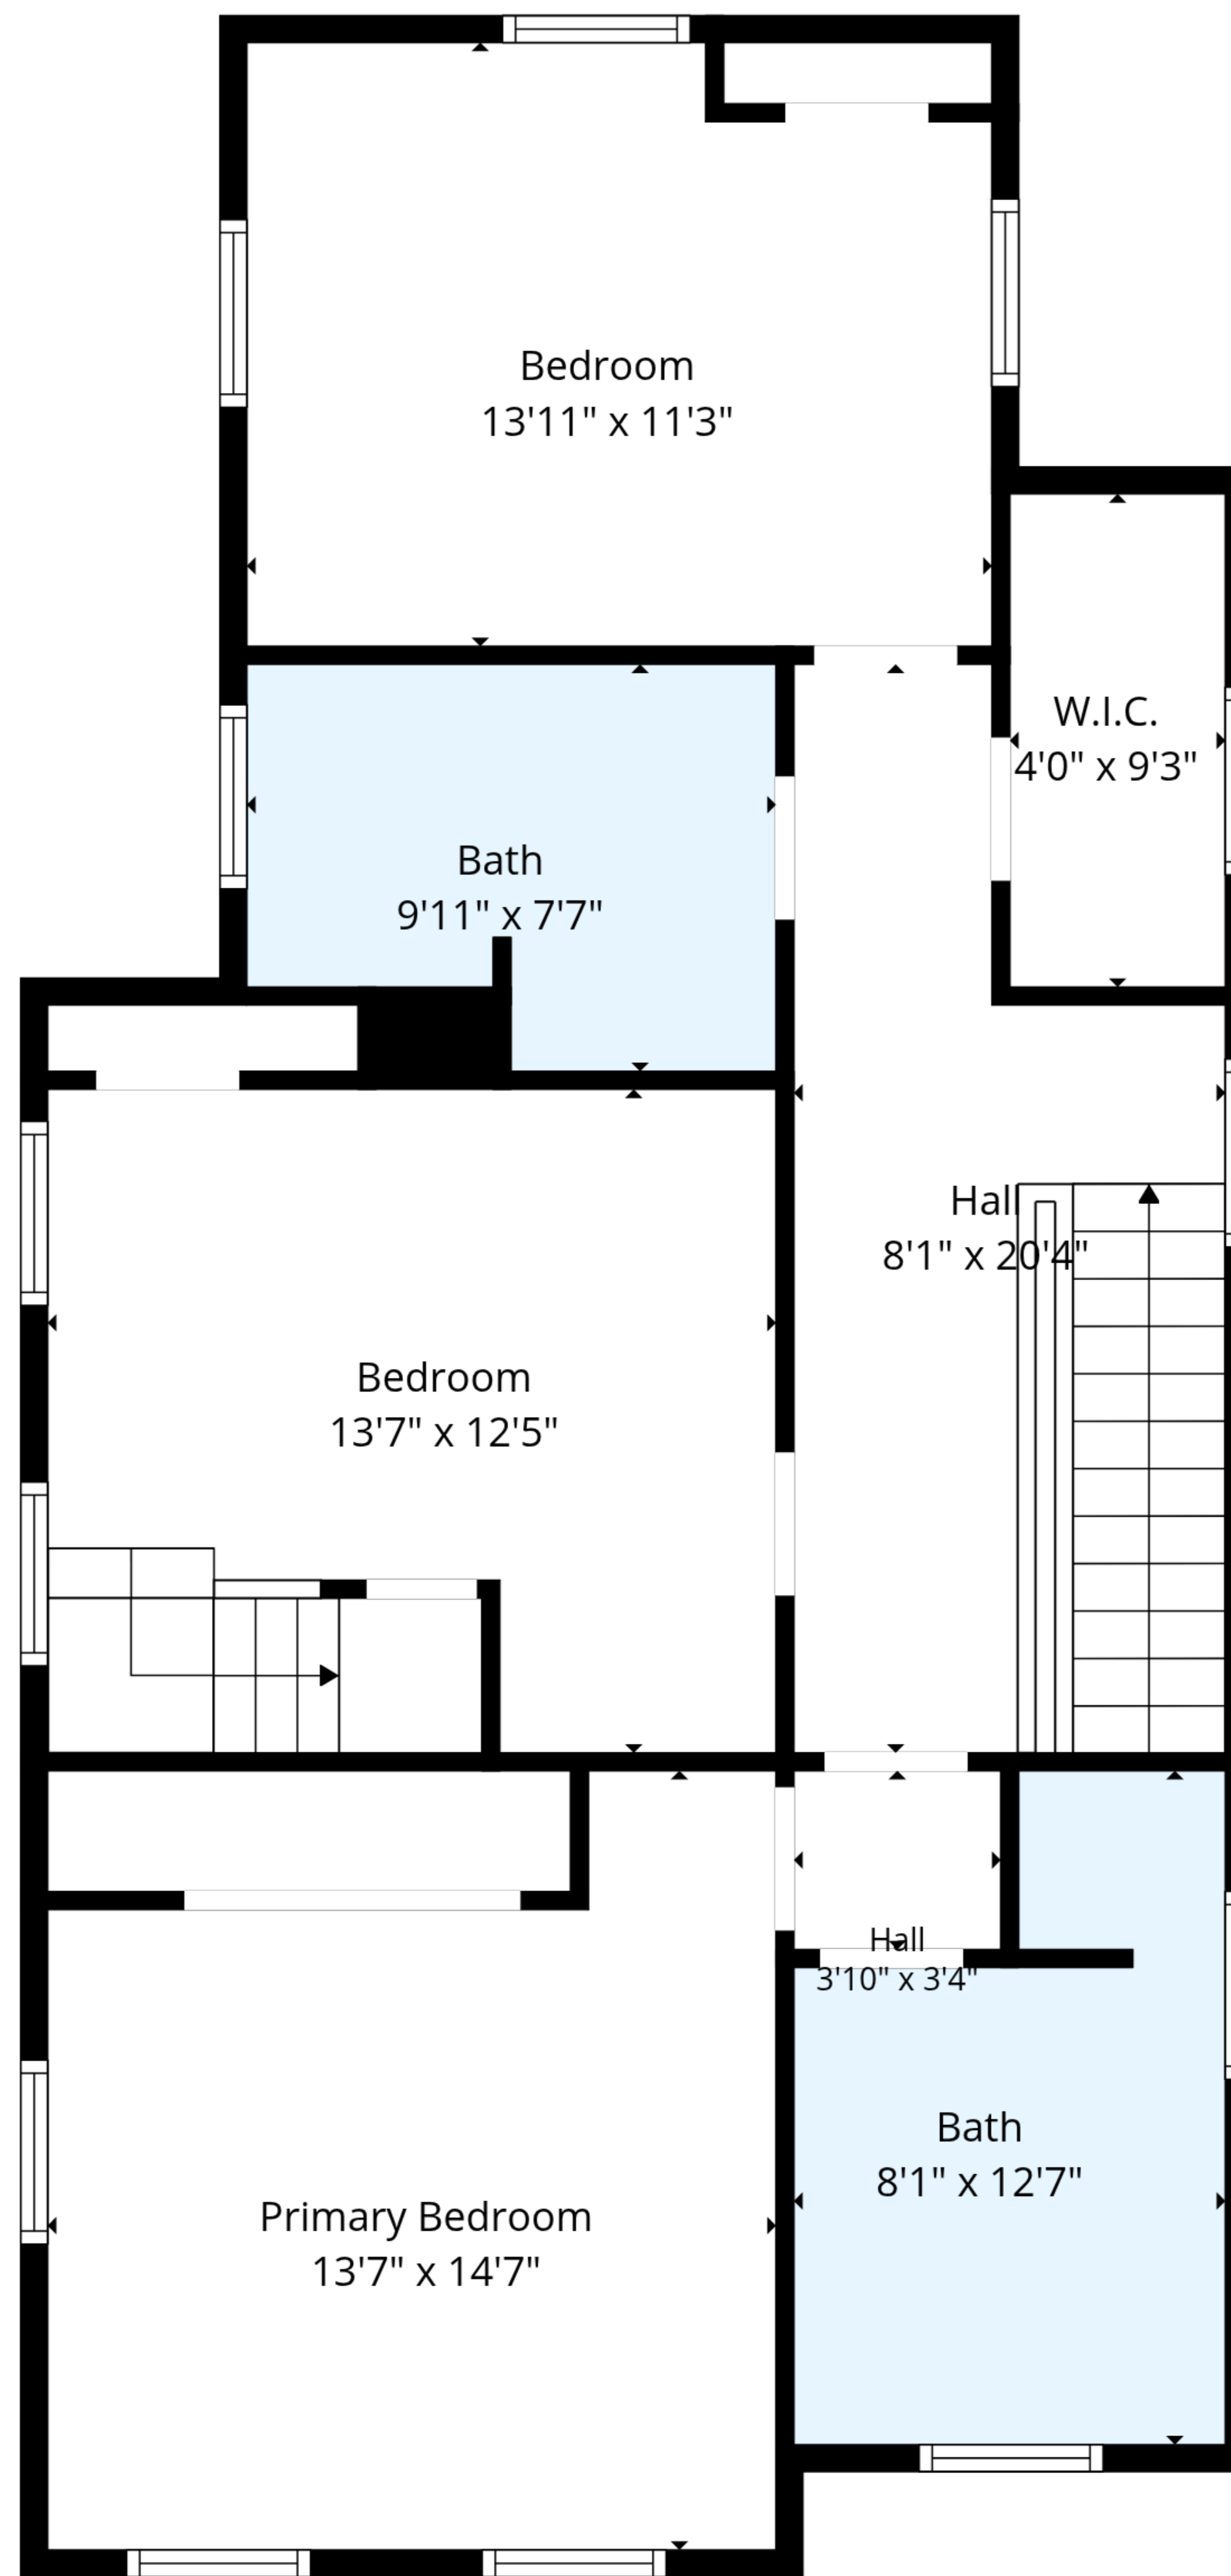 Bedroom
13'11" x 11'3"
W.I.C.
4'0" x 9'3"
Bath
9'11" x 7'7"
Hall
8'1" x 20'4"
Bedroom
13'7" x 12'5"
Hall
3'10" x 3'4"
Bath
8'1" x 12'7"
Primary Bedroom
13'7" x 14'7"